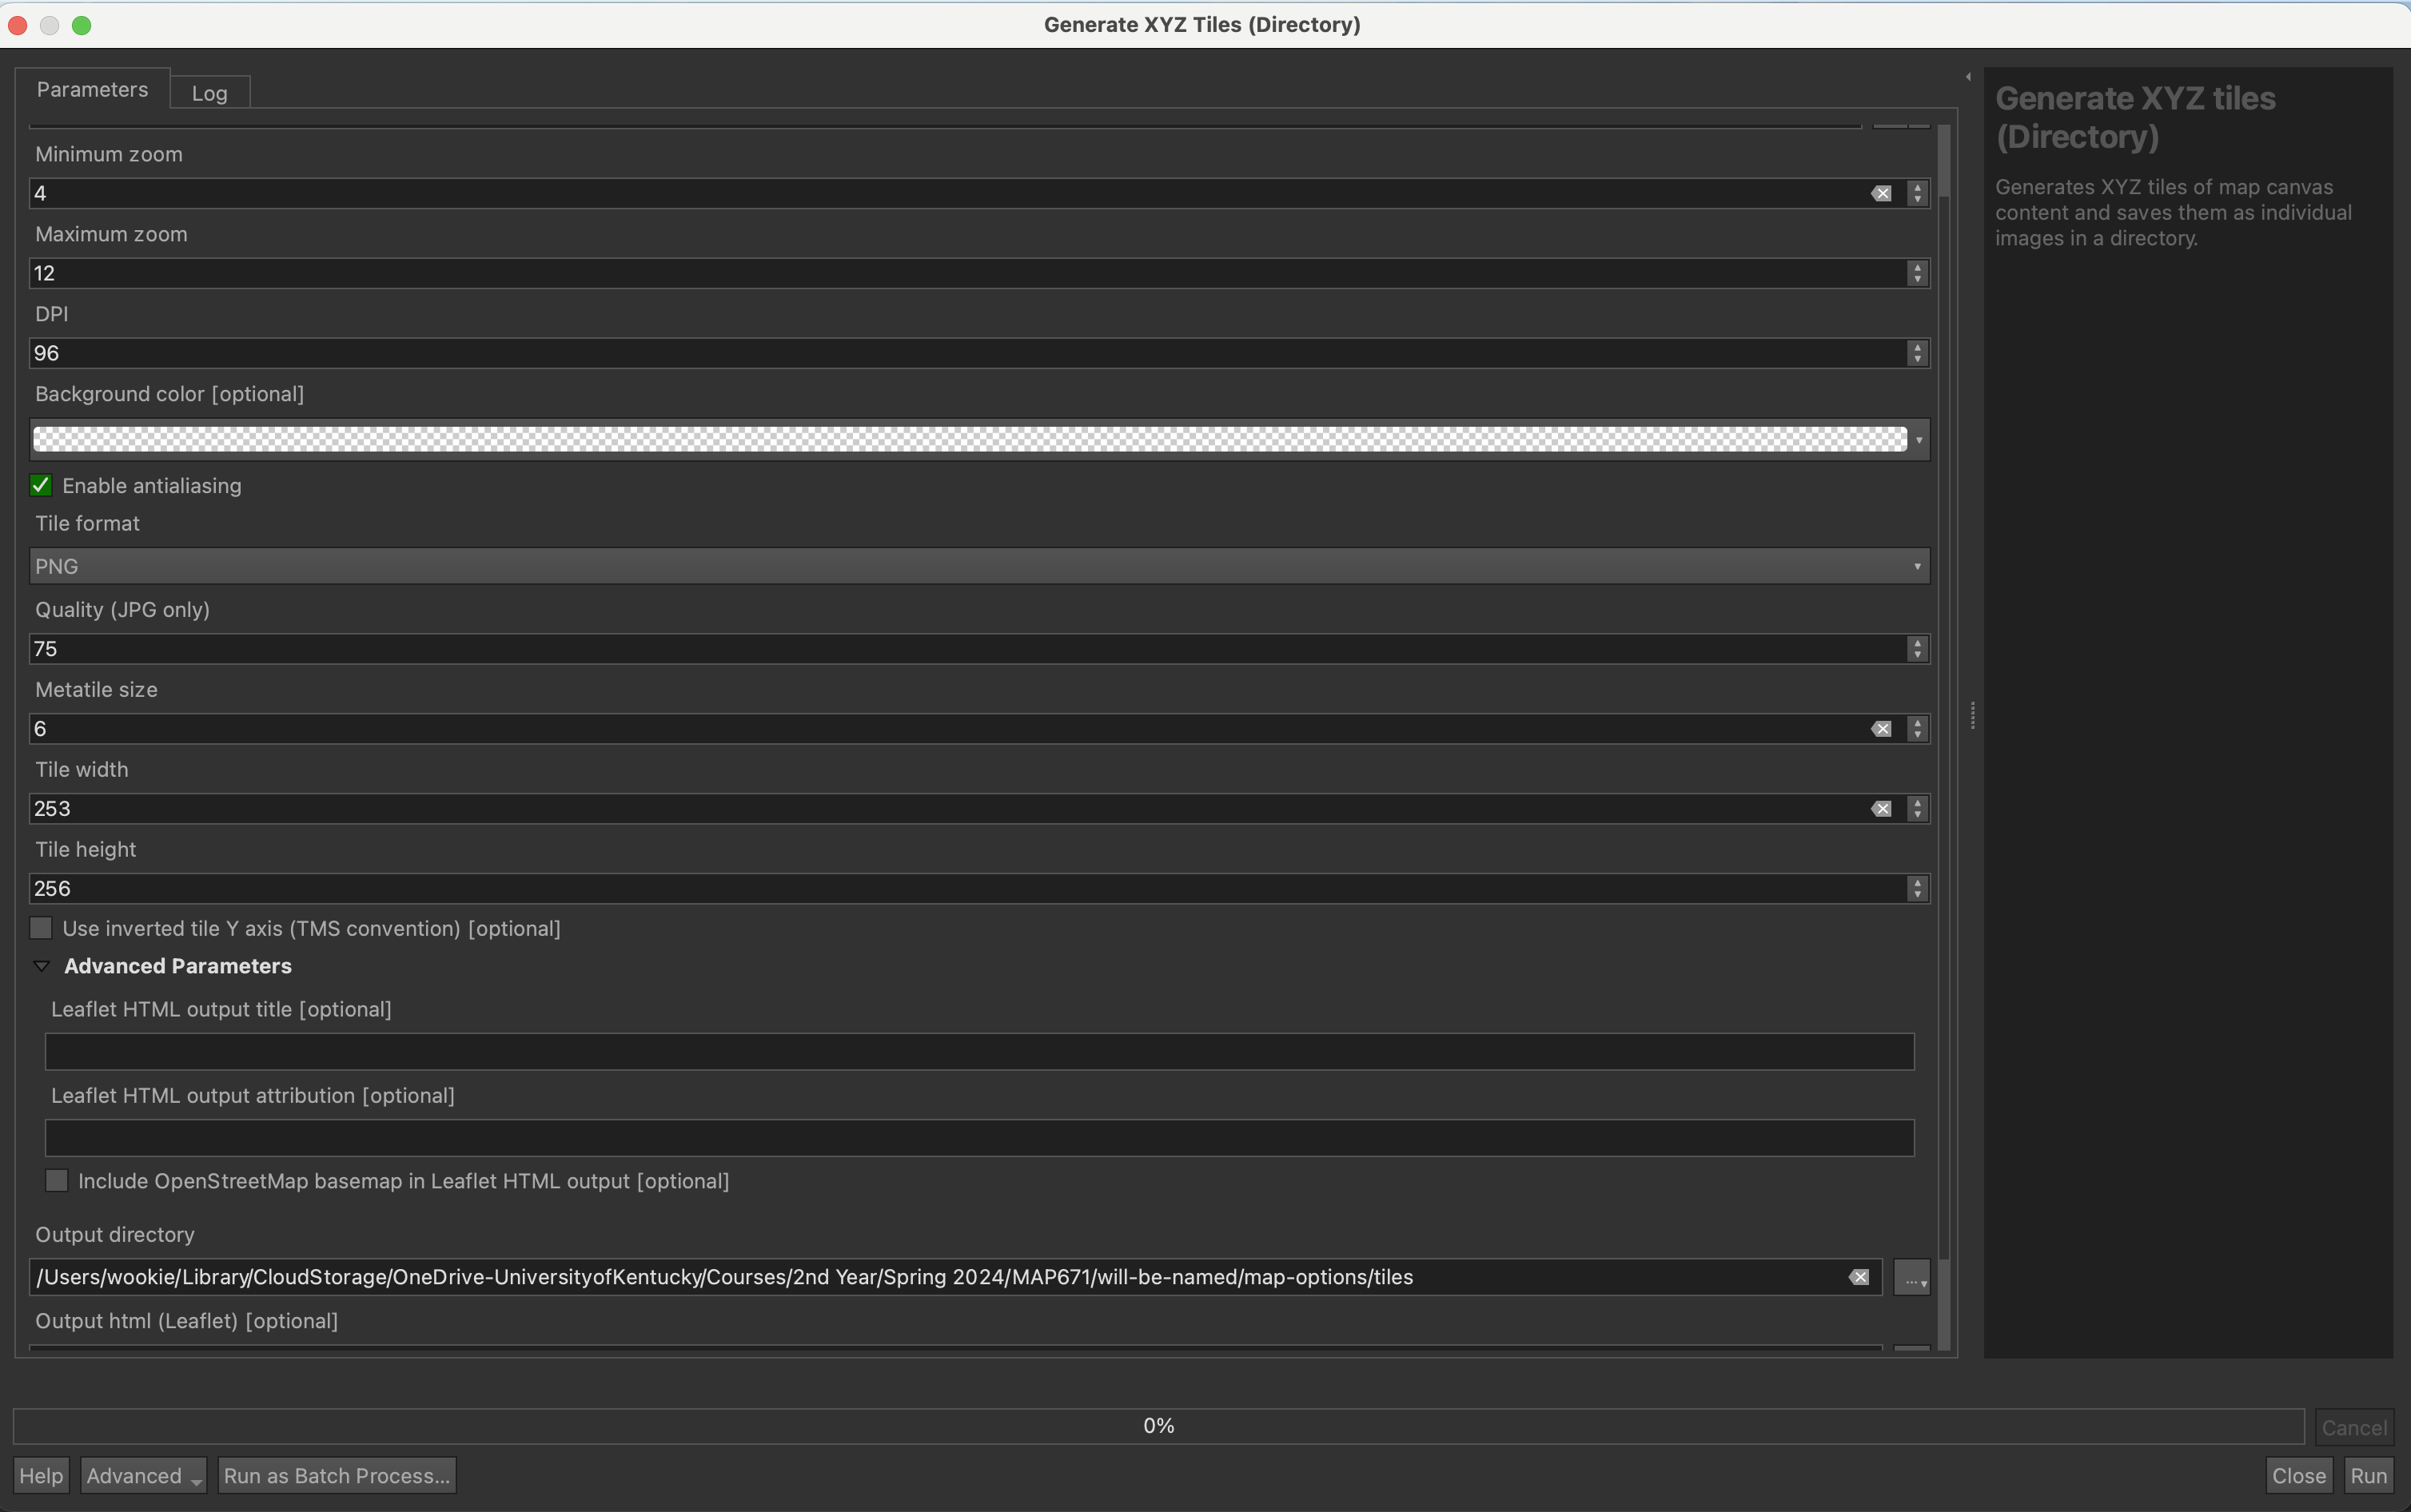 Generate XYZ Tiles (Directory)
Parameters
Log
Minimum zoom
4
Maximum zoom
12
DPI
96
Background color [optional]
Enable antialiasing
Tile format
PNG
Quality (JPG only)
75
Metatile size
6
Tile width
253
Tile height
256
Use inverted tile Y axis (TMS convention) [optional]
Advanced Parameters
Leaflet HTML output title [optional]
Leaflet HTML output attribution [optional]
Include OpenStreetMap basemap in Leaflet HTML output [optional]
Output directory
/Users/wookie/Library/CloudStorage/OneDrive-UniversityofKentucky/Courses/2nd Year/Spring 2024/MAP671/will-be-named/map-options/tiles
...
Output html (Leaflet) [optional]
Generate XYZ tiles
(Directory)
Generates XYZ tiles of map canvas
content and saves them as individual
images in a directory.
0%
Cancel
Help
Advanced
Run as Batch Process...
Close
Run